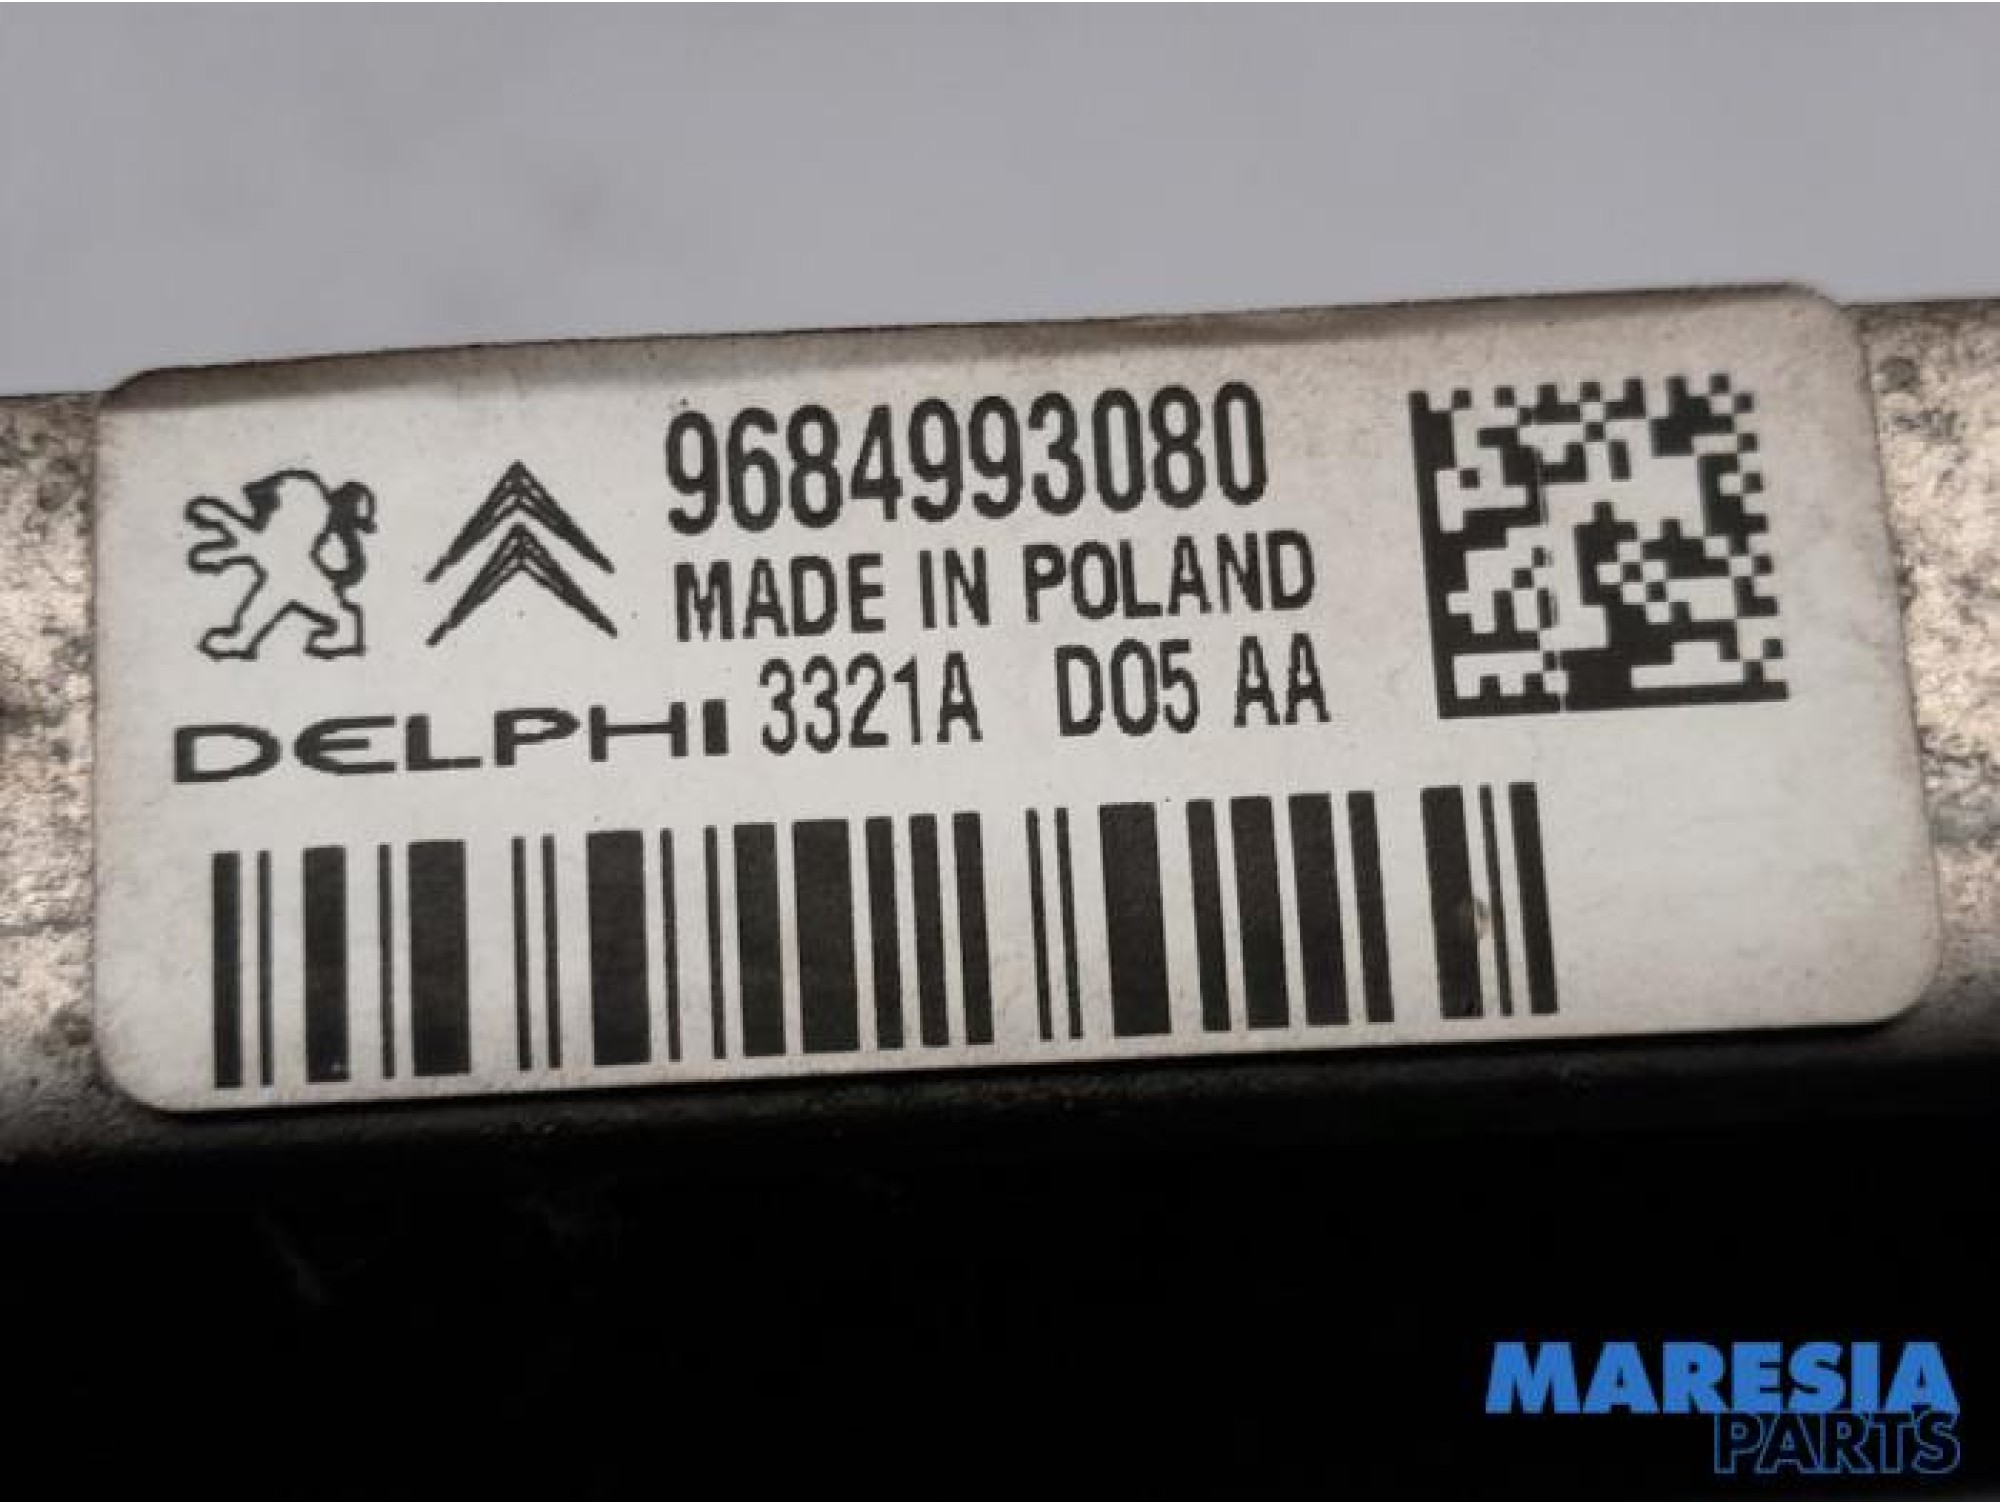 9684993080
MADE IN POLAND
DELPHI 3321A D05 AA
MARESIA
PARTS